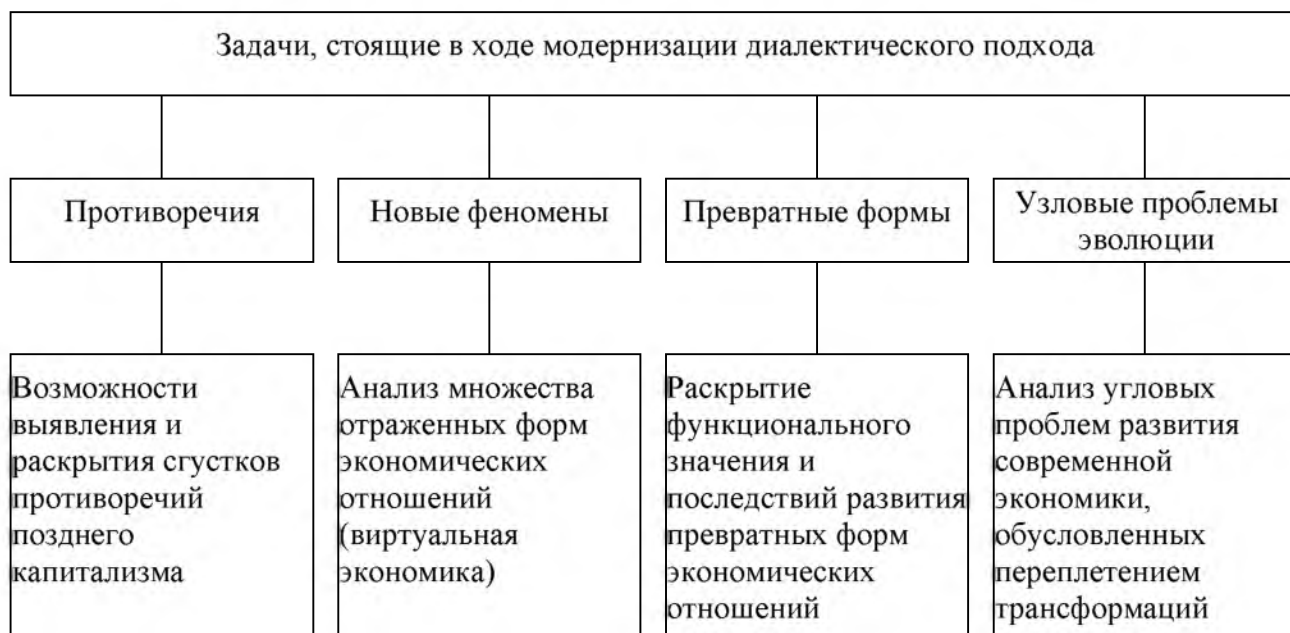 Задачи, стоящие в ходе модернизации диалектического подхода
Противоречия
Новые феномены
Превратные формы
Узловые проблемы
эволюции
Возможности
выявления и
раскрытия сгустков
противоречий
позднего
капитализма
Анализ множества
отраженных форм
экономических
отношений
(виртуальная
экономика)
Раскрытие
функционального
значения и
последствий развития
превратных форм
экономических
отношений
Анализ угловых
проблем развития
современной
экономики,
обусловленных
переплетением
трансформаций